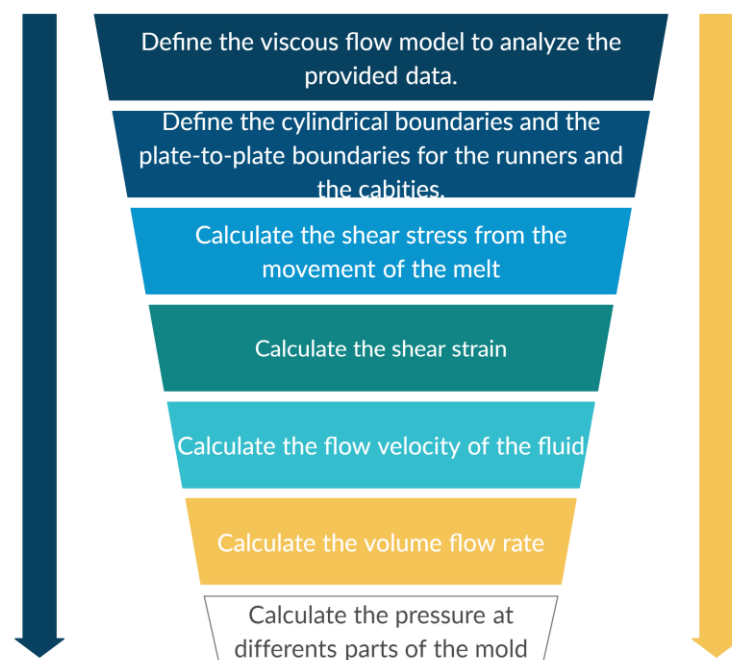 Define the viscous flow model to analyze the
provided data.
Define the cylindrical boundaries and the
plate-to-plate boundaries for the runners and
the cabities.
Calculate the shear stress from the
movement of the melt
Calculate the shear strain
Calculate the flow velocity of the fluid
Calculate the volume flow rate
Calculate the pressure at
differents parts of the mold